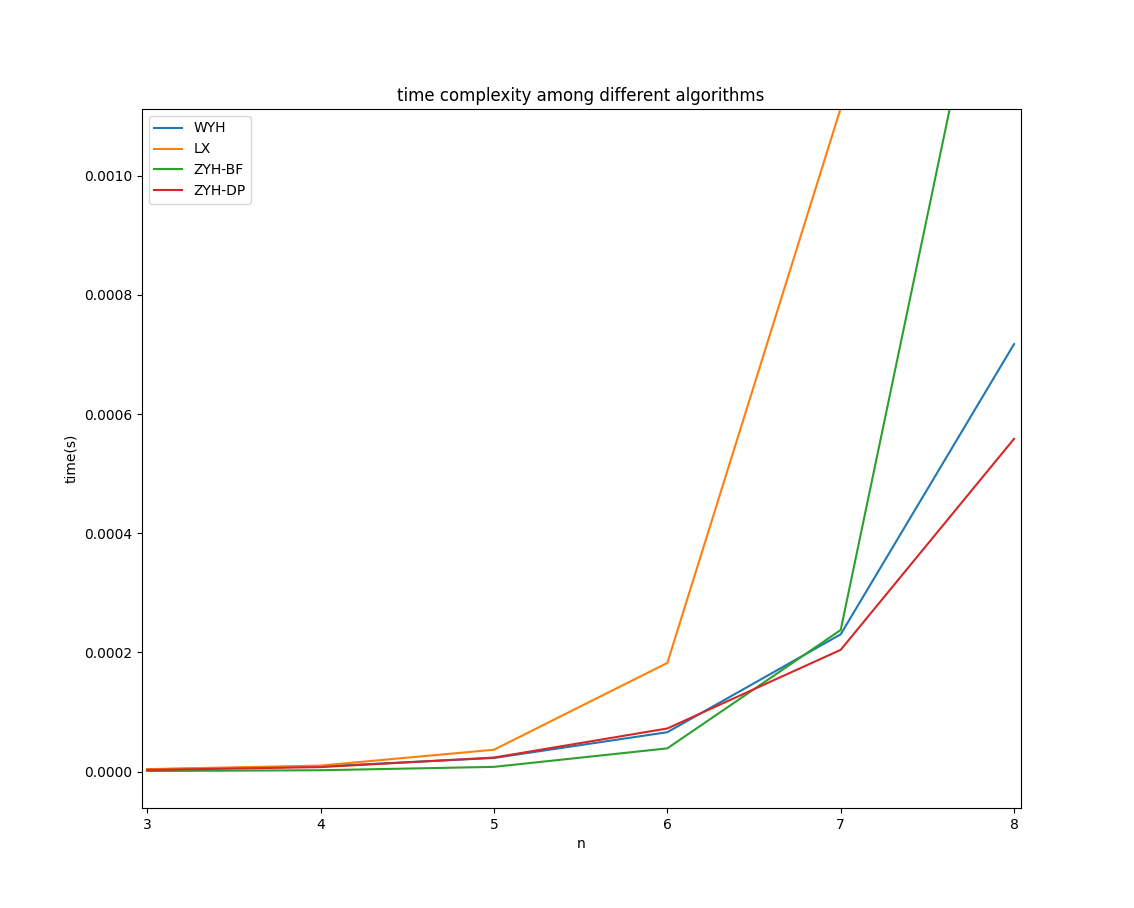 time complexity among different algorithms
WYH
LX
ZYH-BF
ZYH-DP
0.0010
0.0008
0.0006
0.0004
0.0002
0.0000
time(s)
3 4 5 6 7 8
n